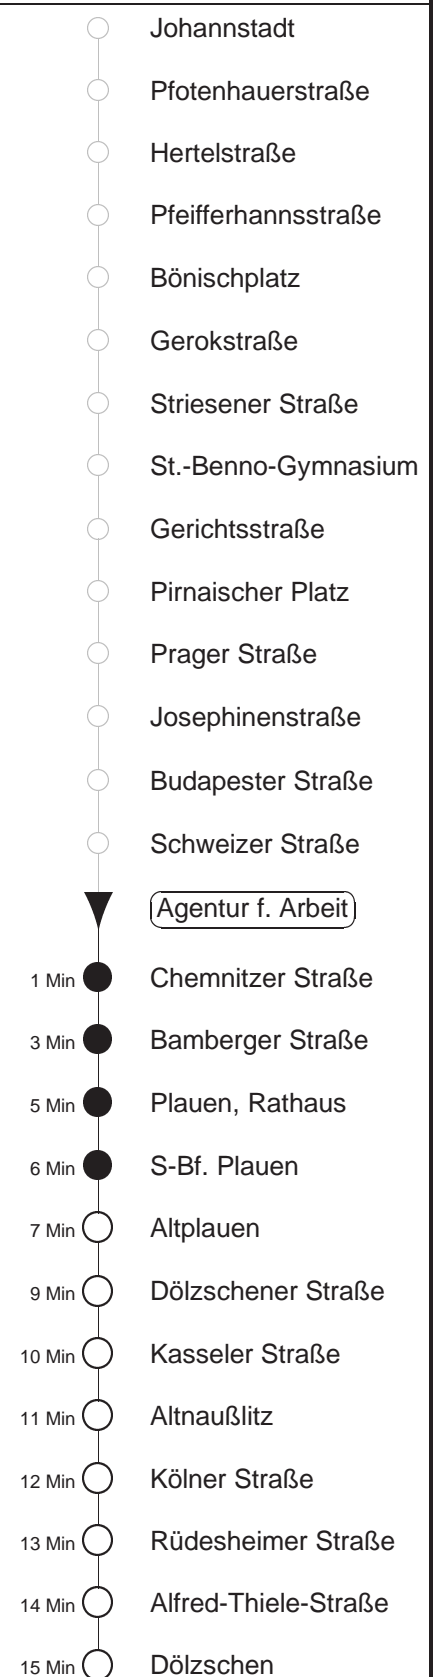 Johannstadt
Pfotenhauerstraße
Hertelstraße
Pfeifferhannsstraße
Bönischplatz
Gerokstraße
Striesener Straße
St.-Benno-Gymnasium
Gerichtsstraße
Pirnaischer Platz
Prager Straße
Josephinenstraße
Budapester Straße
Schweizer Straße
Agentur f. Arbeit
1 Min Chemnitzer Straße
3 Min Bamberger Straße
5 Min Plauen, Rathaus
6 Min S-Bf. Plauen
7 Min Altplauen
9 Min Dölzschener Straße
10 Min Kasseler Straße
11 Min Altnaußlitz
12 Min Kölner Straße
13 Min Rüdesheimer Straße
14 Min Alfred-Thiele-Straße
15 Min Dölzschen